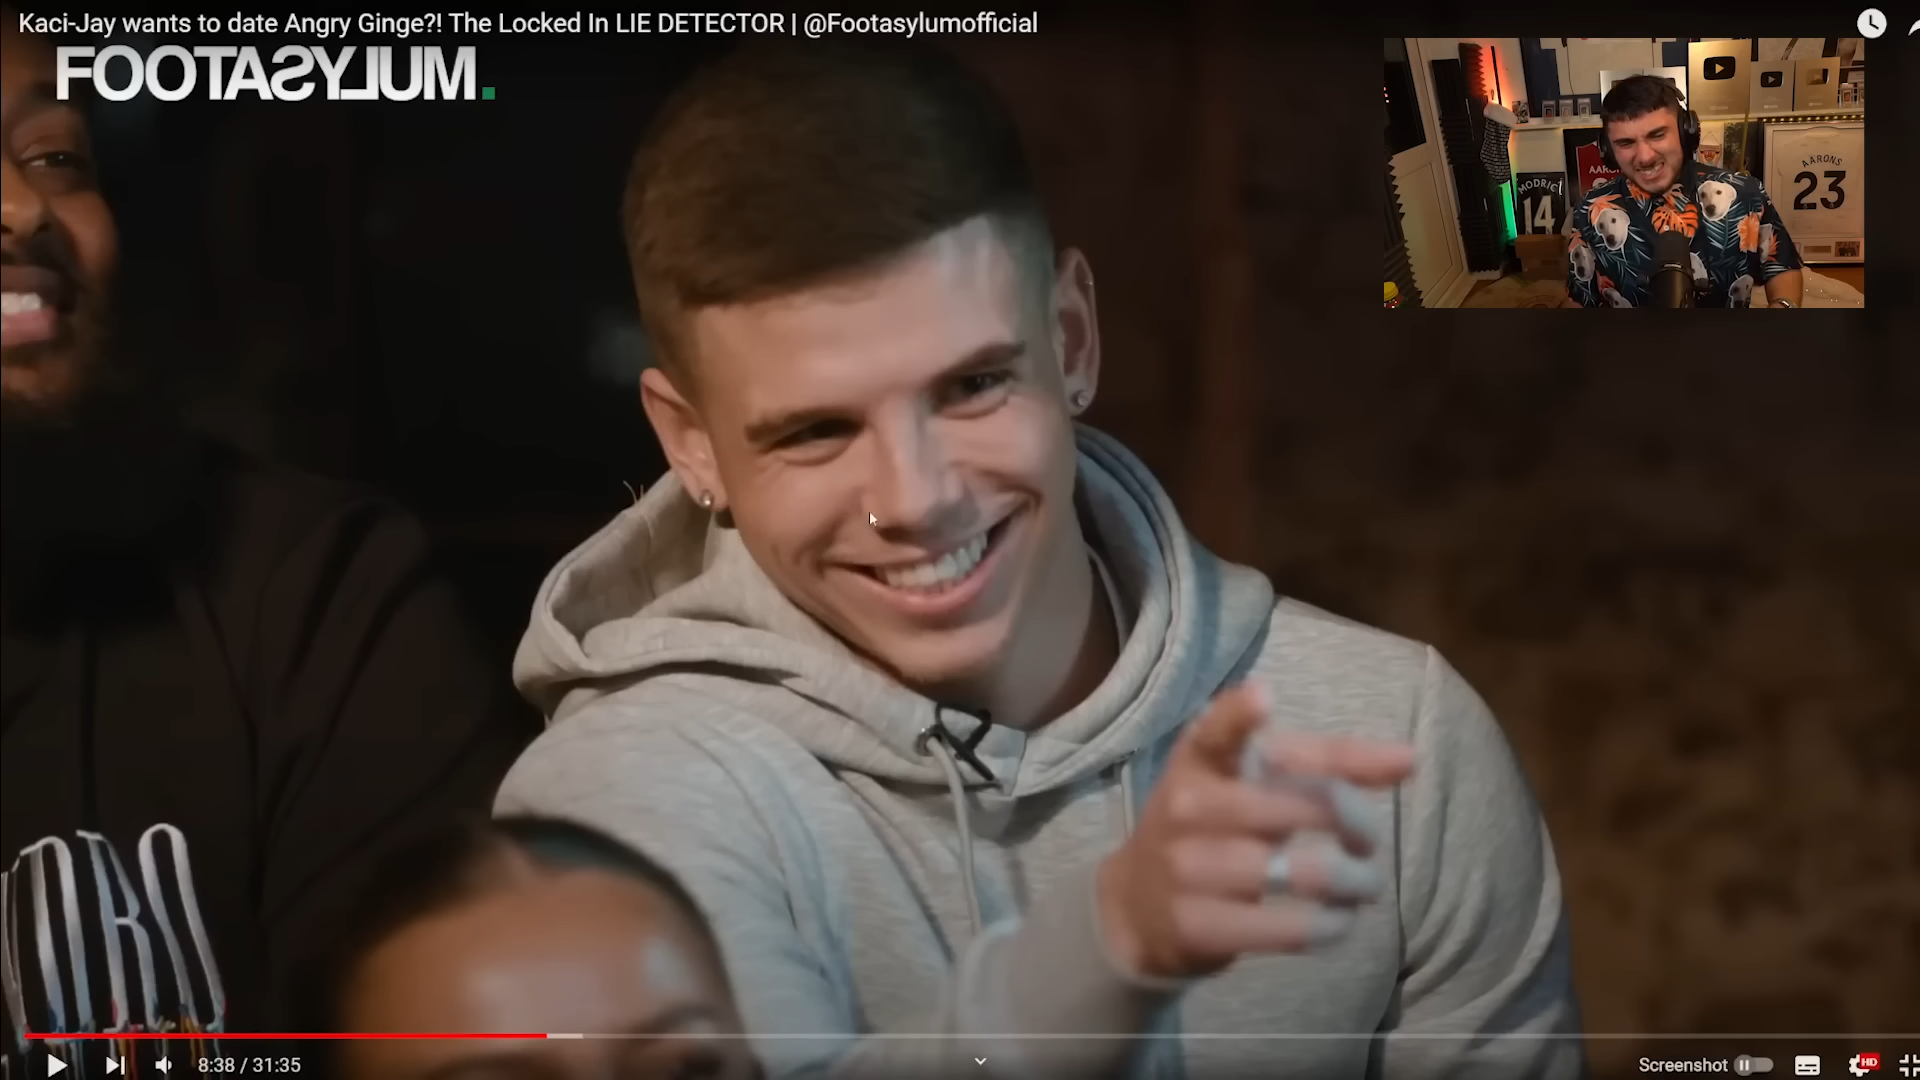 Kaci-Jay wants to date Angry Ginge?! The Locked In LIE DETECTOR | @Footasylumofficial
FOOTASYLUM.
AARONS
23
MODRIC
14
8:38 / 31:35
Screenshot
HD